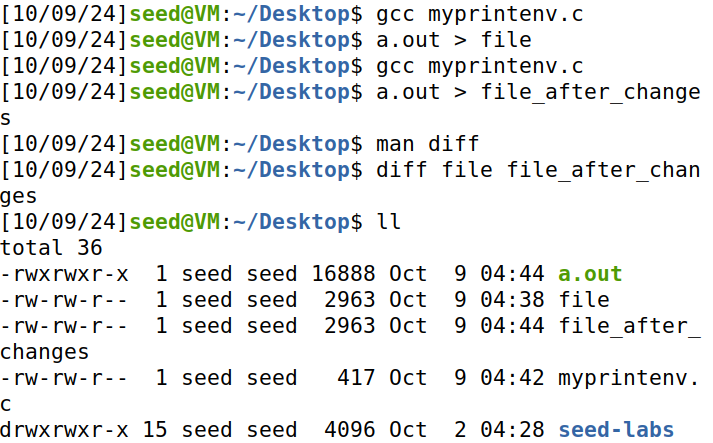 [10/09/24]seed@VM:~/Desktop$ gcc myprintenv.c
[10/09/24]seed@VM:~/Desktop$ a.out > file
[10/09/24]seed@VM:~/Desktop$ gcc myprintenv.c
[10/09/24]seed@VM:~/Desktop$ a.out > file_after_change
s
[10/09/24]seed@VM:~/Desktop$ man diff
[10/09/24]seed@VM:~/Desktop$ diff file file_after_chan
ges
[10/09/24]seed@VM:~/Desktop$ ll
total 36
-rwxrwxr-x  1 seed seed 16888 Oct  9 04:44 a.out
-rw-rw-r--  1 seed seed  2963 Oct  9 04:38 file
-rw-rw-r--  1 seed seed  2963 Oct  9 04:44 file_after_
changes
-rw-rw-r--  1 seed seed   417 Oct  9 04:42 myprintenv.
c
drwxrwxr-x 15 seed seed  4096 Oct  2 04:28 seed-labs